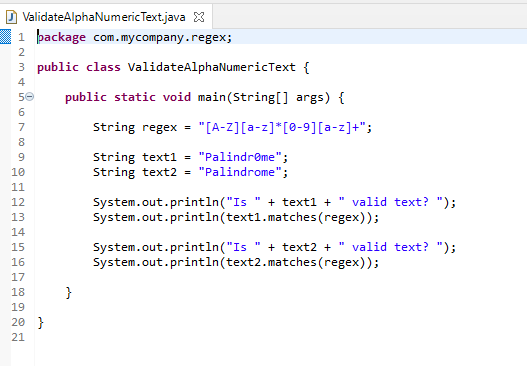 ValidateAlphaNumericText.java
1 package com.mycompany.regex;
2
3 public class ValidateAlphaNumericText {
4
5     public static void main(String[] args) {
6
7         String regex = "[A-Z][a-z]*[0-9][a-z]+";
8
9         String text1 = "Palindr0me";
10         String text2 = "Palindrome";
11
12         System.out.println("Is " + text1 + " valid text? ");
13         System.out.println(text1.matches(regex));
14
15         System.out.println("Is " + text2 + " valid text? ");
16         System.out.println(text2.matches(regex));
17
18     }
19
20 }
21